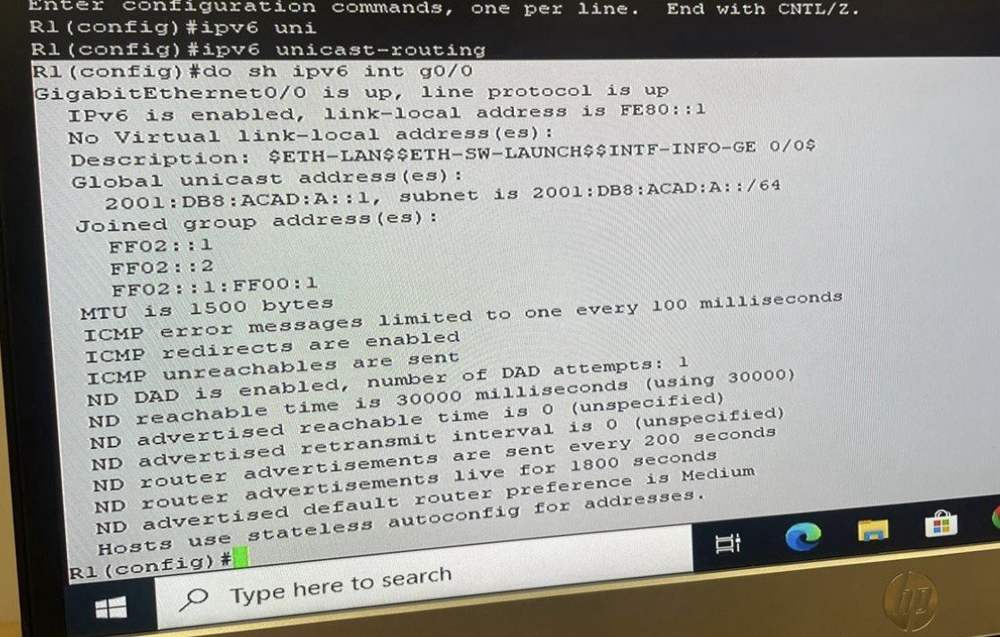 Enter configuration commands, one per line.  End with CNTL/Z.
R1(config)#ipv6 uni
R1(config)#ipv6 unicast-routing
R1(config)#do sh ipv6 int g0/0
GigabitEthernet0/0 is up, line protocol is up
  IPv6 is enabled, link-local address is FE80::1
  No Virtual link-local address(es):
  Description: $ETH-LAN$$ETH-SW-LAUNCH$$INTF-INFO-GE 0/0$
  Global unicast address(es):
    2001:DB8:ACAD:A::1, subnet is 2001:DB8:ACAD:A::/64
  Joined group address(es):
    FF02::1
    FF02::2
    FF02::1:FF00:1
  MTU is 1500 bytes
  ICMP error messages limited to one every 100 milliseconds
  ICMP redirects are enabled
  ICMP unreachables are sent
  ND DAD is enabled, number of DAD attempts: 1
  ND reachable time is 30000 milliseconds (using 30000)
  ND advertised reachable time is 0 (unspecified)
  ND advertised retransmit interval is 0 (unspecified)
  ND router advertisements are sent every 200 seconds
  ND router advertisements live for 1800 seconds
  ND advertised default router preference is Medium
  Hosts use stateless autoconfig for addresses.
R1(config)#
Type here to search
hp